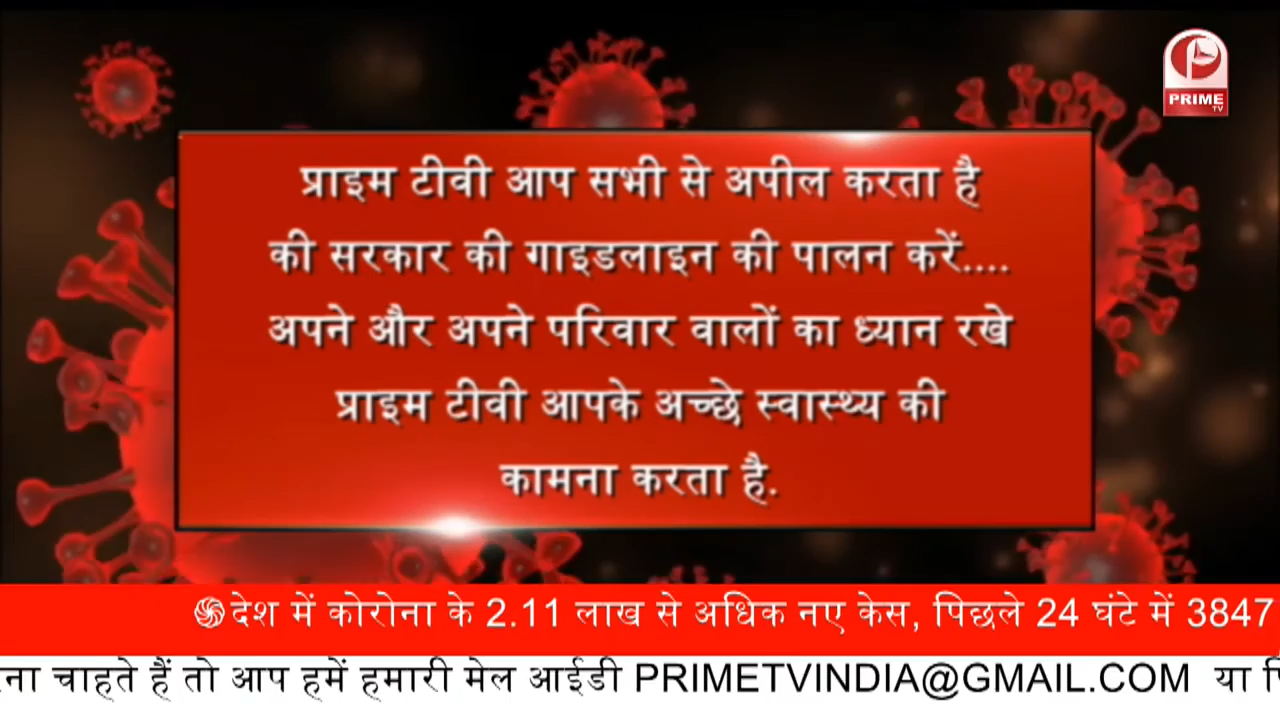 PRIME
TV
प्राइम टीवी आप सभी से अपील करता है
की सरकार की गाइडलाइन की पालन करें....
अपने और अपने परिवार वालों का ध्यान रखे
प्राइम टीवी आपके अच्छे स्वास्थ्य की
कामना करता है.
देश में कोरोना के 2.11 लाख से अधिक नए केस, पिछले 24 घंटे में 3847
चाहते हैं तो आप हमें हमारी मेल आईडी PRIMETVINDIA@GMAIL.COM या